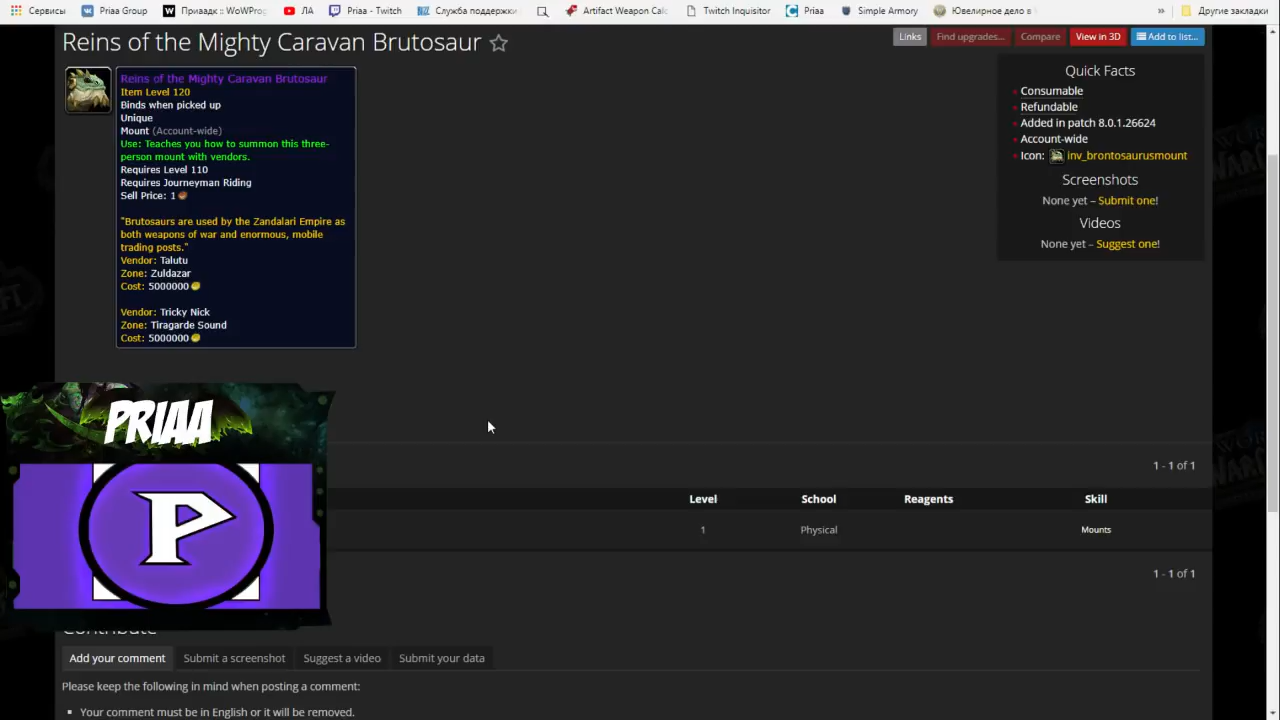 Сервисы
Priaa Group
Привадк :: WoWProg
ЛА
Priaa - Twitch
Служба поддержки
Artifact Weapon Calc
Twitch Inquisitor
Priaa
Simple Armory
Ювелирное дело в
»
Другие закладки
Reins of the Mighty Caravan Brutosaur
Links
Find upgrades...
Compare
View in 3D
Add to list...
Reins of the Mighty Caravan Brutosaur
Item Level 120
Binds when picked up
Unique
Mount (Account-wide)
Use: Teaches you how to summon this three-
person mount with vendors.
Requires Level 110
Requires Journeyman Riding
Sell Price: 1
"Brutosaurs are used by the Zandalari Empire as
both weapons of war and enormous, mobile
trading posts."
Vendor: Talutu
Zone: Zuldazar
Cost: 5000000
Vendor: Tricky Nick
Zone: Tiragarde Sound
Cost: 5000000
Quick Facts
Consumable
Refundable
Added in patch 8.0.1.26624
Account-wide
Icon: inv_brontosaurusmount
Screenshots
None yet – Submit one!
Videos
None yet – Suggest one!
PRIAA
P
1 - 1 of 1
Level School Reagents Skill
1 Physical Mounts
1 - 1 of 1
Contribute
Add your comment
Submit a screenshot
Suggest a video
Submit your data
Please keep the following in mind when posting a comment:
Your comment must be in English or it will be removed.